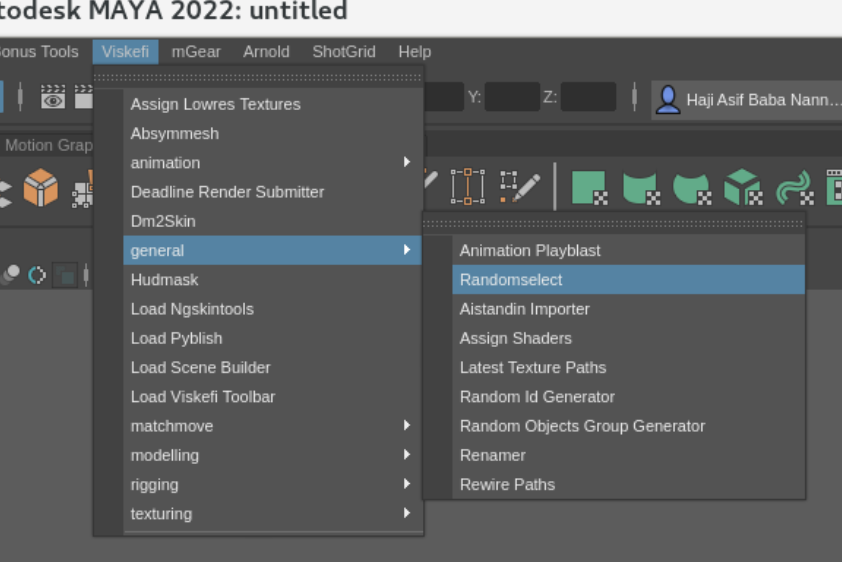 todesk MAYA 2022: untitled
onus Tools Viskefi mGear Arnold ShotGrid Help
Y: Z: Haji Asif Baba Nann...
Motion Grap
Assign Lowres Textures
Absymmesh
animation
Deadline Render Submitter
Dm2Skin
general
Hudmask
Load Ngskintools
Load Pyblish
Load Scene Builder
Load Viskefi Toolbar
matchmove
modelling
rigging
texturing
Animation Playblast
Randomselect
Aistandin Importer
Assign Shaders
Latest Texture Paths
Random Id Generator
Random Objects Group Generator
Renamer
Rewire Paths